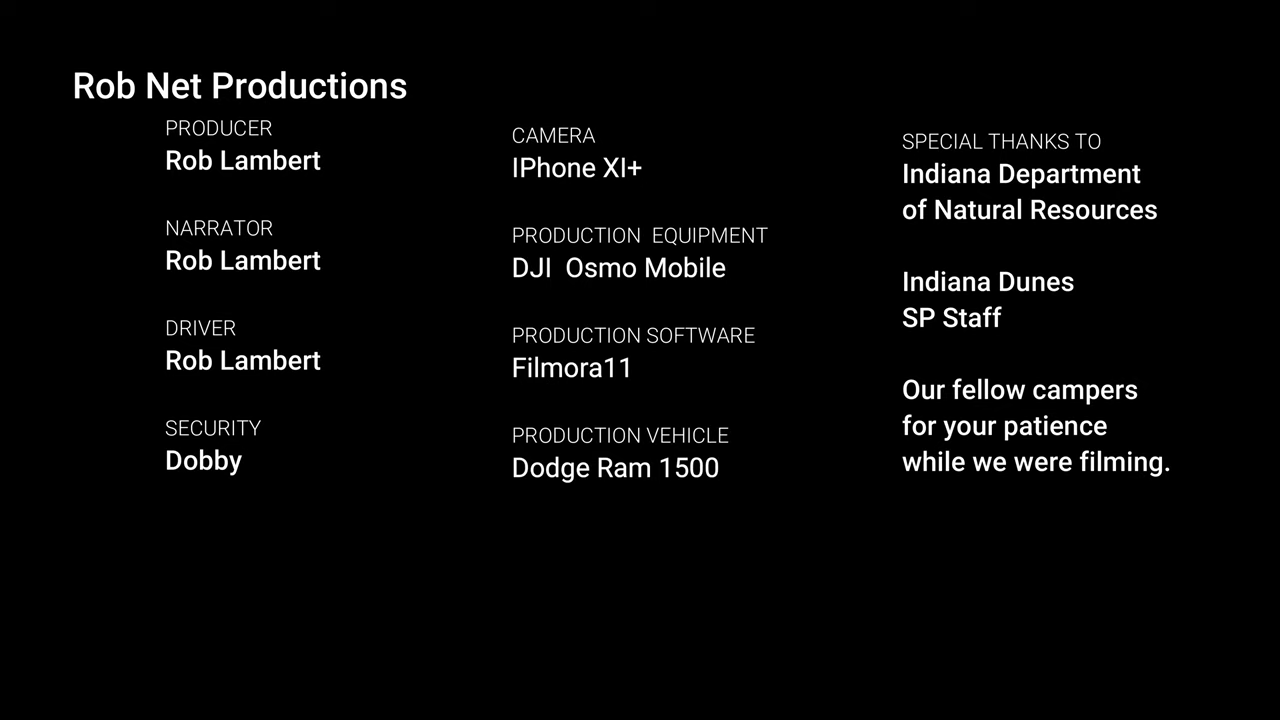 Rob Net Productions
PRODUCER
Rob Lambert
NARRATOR
Rob Lambert
DRIVER
Rob Lambert
SECURITY
Dobby
CAMERA
IPhone XI+
PRODUCTION  EQUIPMENT
DJI  Osmo Mobile
PRODUCTION SOFTWARE
Filmora11
PRODUCTION VEHICLE
Dodge Ram 1500
SPECIAL THANKS TO
Indiana Department
of Natural Resources
Indiana Dunes
SP Staff
Our fellow campers
for your patience
while we were filming.